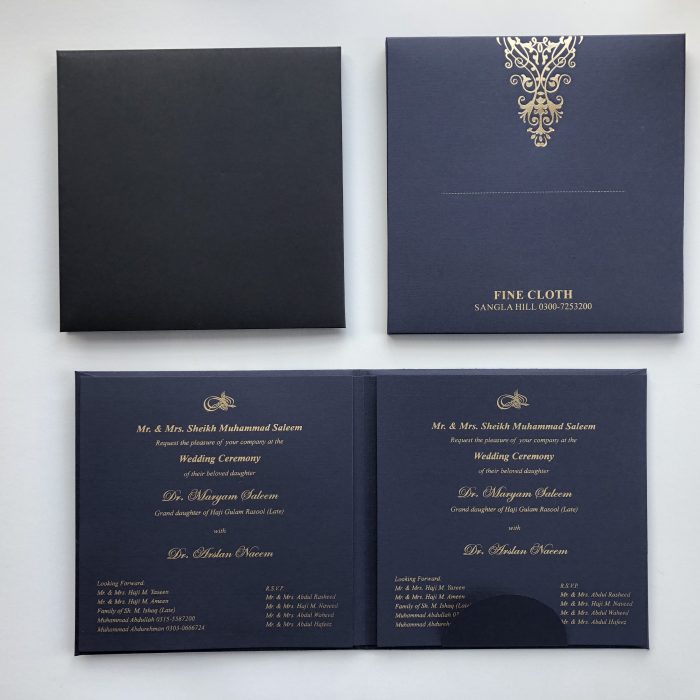 FINE CLOTH
SANGLA HILL 0300-7253200
Mr. & Mrs. Sheikh Muhammad Saleem
Request the pleasure of your company at the
Wedding Ceremony
of their beloved daughter
Dr. Maryam Saleem
Grand daughter of Haji Gulam Rasool (Late)
with
Dr. Arslan Naeem
Looking Forward.
Mr. & Mrs. Haji M. Yaseen
Mr. & Mrs. Haji M. Ameen
Family of Sh. M. Ishaq (Late)
Muhammad Abdullah 0315-1587200
Muhammad Abdurehman 0303-0666724
R.S.V.P.
Mr. & Mrs. Abdul Rasheed
Mr. & Mrs. Haji M. Naveed
Mr. & Mrs. Abdul Waheed
Mr. & Mrs. Abdul Hafeez
Mr. & Mrs. Sheikh Muhammad Saleem
Request the pleasure of your company at the
Wedding Ceremony
of their beloved daughter
Dr. Maryam Saleem
Grand daughter of Haji Gulam Rasool (Late)
with
Dr. Arslan Naeem
Looking Forward.
Mr. & Mrs. Haji M. Yaseen
Mr. & Mrs. Haji M. Ameen
Family of Sh. M. Ishaq
Muhammad Abdullah
Muhammad
R.S.V.P.
Mr. & Mrs. Abdul Rasheed
Mr. & Mrs. Haji M. Naveed
Mr. & Mrs. Abdul Waheed
Mr. & Mrs. Abdul Hafeez